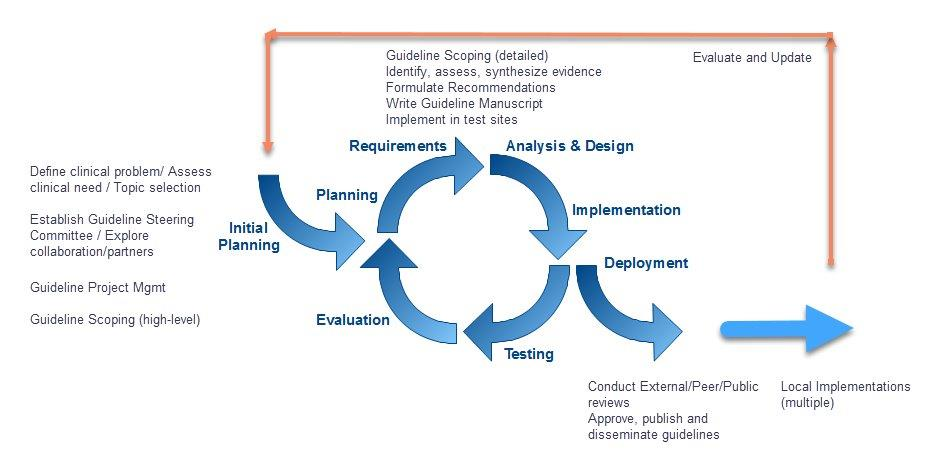 Guideline Scoping (detailed)
Identify, assess, synthesize evidence
Formulate Recommendations
Write Guideline Manuscript
Implement in test sites
Evaluate and Update
Requirements
Analysis & Design
Define clinical problem/ Assess
clinical need / Topic selection
Establish Guideline Steering
Committee / Explore
collaboration/partners
Guideline Project Mgmt
Guideline Scoping (high-level)
Initial
Planning
Planning
Implementation
Deployment
Evaluation
Testing
Conduct External/Peer/Public
reviews
Approve, publish and
disseminate guidelines
Local Implementations
(multiple)